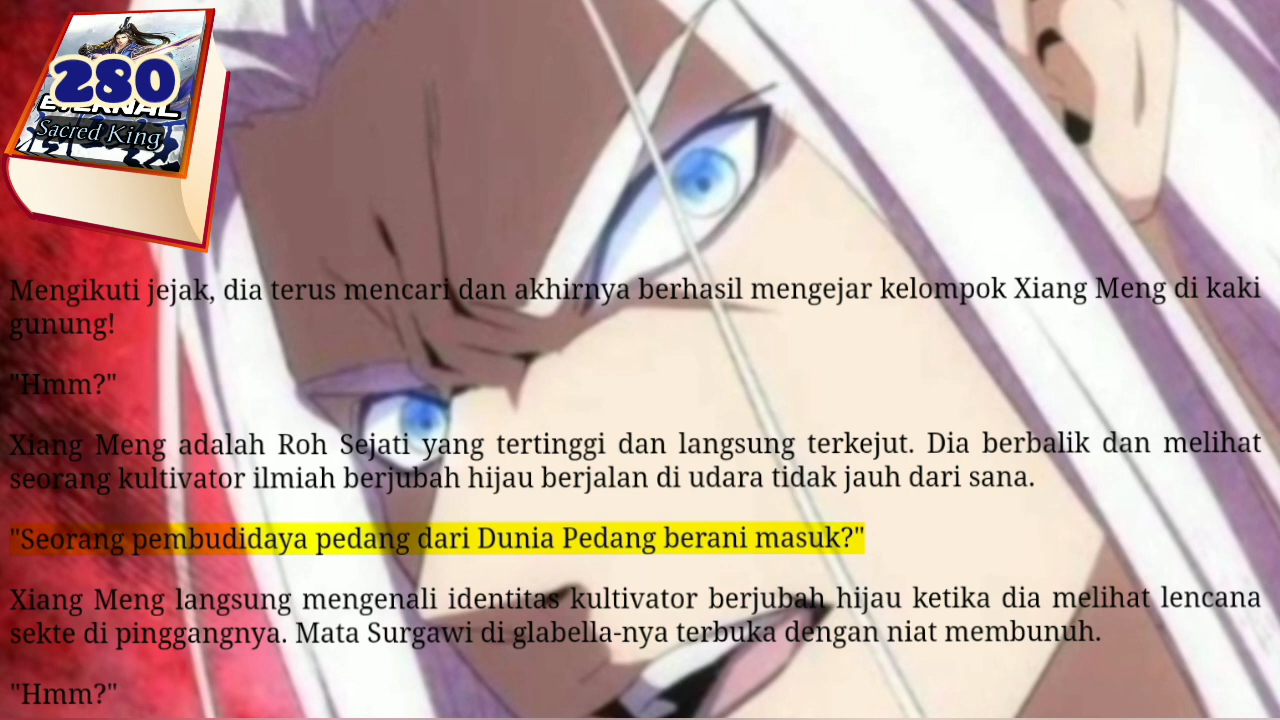 280
ETERNAL
Sacred King
Mengikuti jejak, dia terus mencari dan akhirnya berhasil mengejar kelompok Xiang Meng di kaki
gunung!
"Hmm?"
Xiang Meng adalah Roh Sejati yang tertinggi dan langsung terkejut. Dia berbalik dan melihat
seorang kultivator ilmiah berjubah hijau berjalan di udara tidak jauh dari sana.
"Seorang pembudidaya pedang dari Dunia Pedang berani masuk?"
Xiang Meng langsung mengenali identitas kultivator berjubah hijau ketika dia melihat lencana
sekte di pinggangnya. Mata Surgawi di glabella-nya terbuka dengan niat membunuh.
"Hmm?"